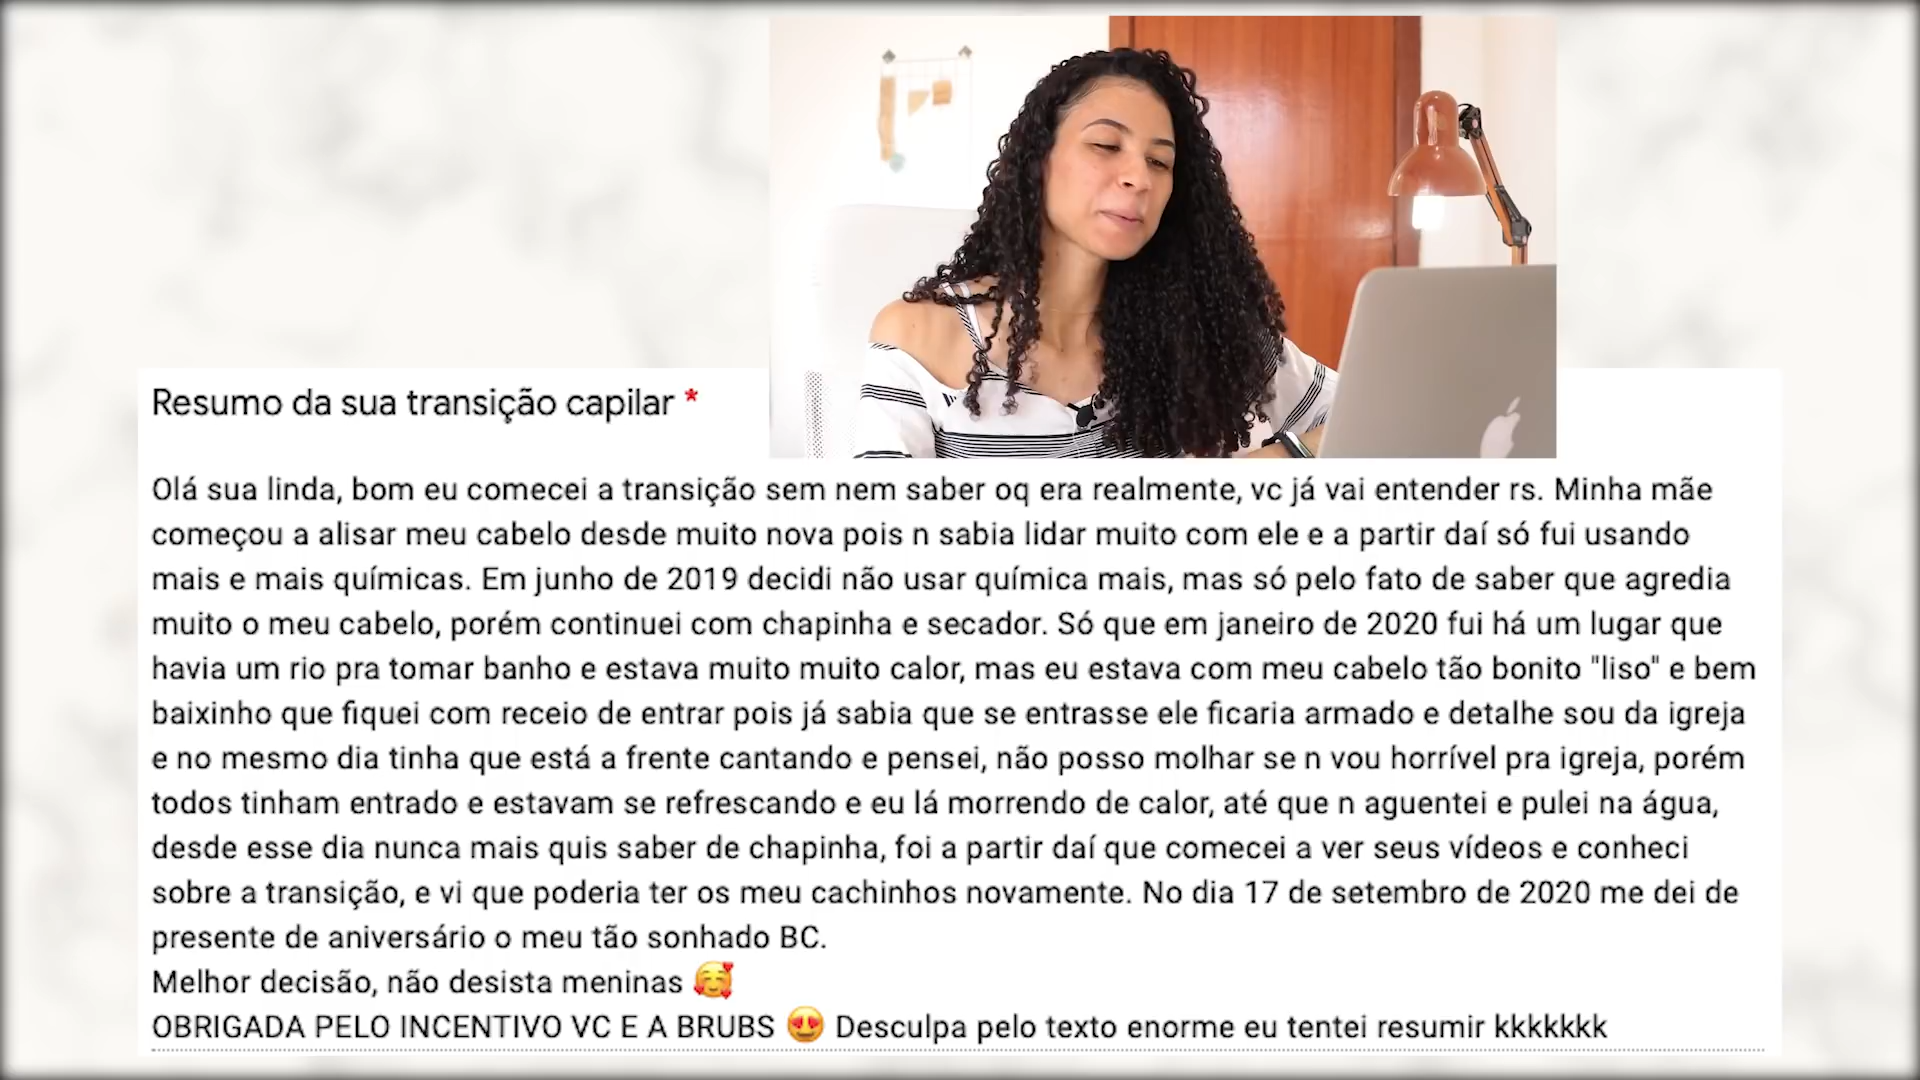 Resumo da sua transição capilar *
Olá sua linda, bom eu comecei a transição sem nem saber oq era realmente, vc já vai entender rs. Minha mãe
começou a alisar meu cabelo desde muito nova pois n sabia lidar muito com ele e a partir daí só fui usando
mais e mais químicas. Em junho de 2019 decidi não usar química mais, mas só pelo fato de saber que agredia
muito o meu cabelo, porém continuei com chapinha e secador. Só que em janeiro de 2020 fui há um lugar que
havia um rio pra tomar banho e estava muito muito calor, mas eu estava com meu cabelo tão bonito "liso" e bem
baixinho que fiquei com receio de entrar pois já sabia que se entrasse ele ficaria armado e detalhe sou da igreja
e no mesmo dia tinha que está a frente cantando e pensei, não posso molhar se n vou horrível pra igreja, porém
todos tinham entrado e estavam se refrescando e eu lá morrendo de calor, até que n aguentei e pulei na água,
desde esse dia nunca mais quis saber de chapinha, foi a partir daí que comecei a ver seus vídeos e conheci
sobre a transição, e vi que poderia ter os meu cachinhos novamente. No dia 17 de setembro de 2020 me dei de
presente de aniversário o meu tão sonhado BC.
Melhor decisão, não desista meninas 🥰
OBRIGADA PELO INCENTIVO VC E A BRUBS 😍 Desculpa pelo texto enorme eu tentei resumir kkkkkkk